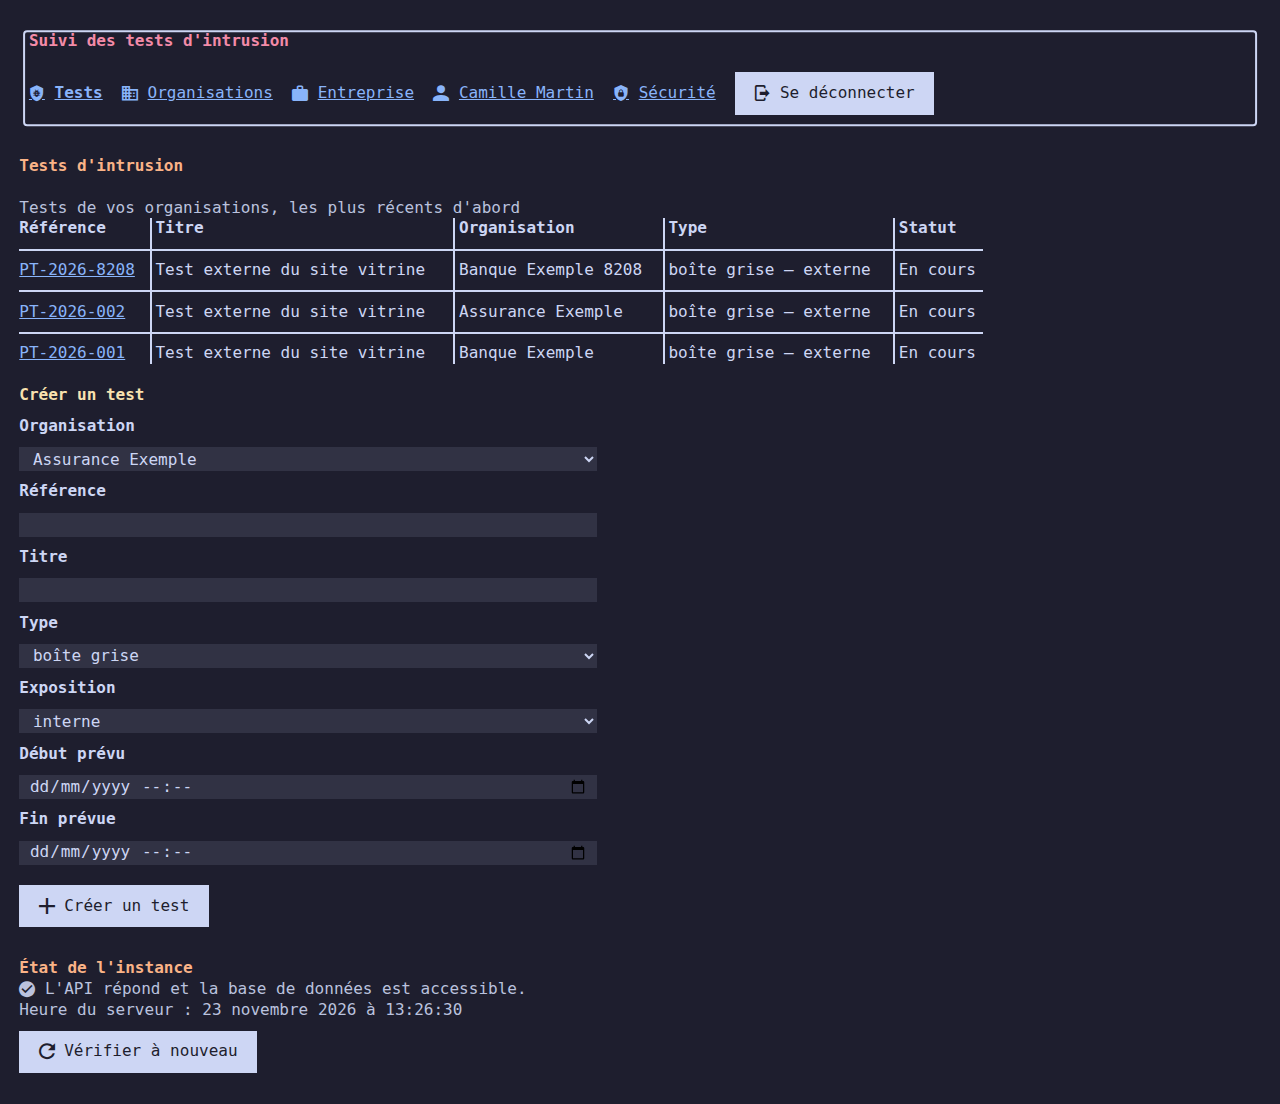 Suivi des tests d'intrusion
Tests Organisations Entreprise Camille Martin Sécurité Se déconnecter
Tests d'intrusion
Tests de vos organisations, les plus récents d'abord
Référence Titre Organisation Type Statut
PT-2026-8208 Test externe du site vitrine Banque Exemple 8208 boîte grise — externe En cours
PT-2026-002 Test externe du site vitrine Assurance Exemple boîte grise — externe En cours
PT-2026-001 Test externe du site vitrine Banque Exemple boîte grise — externe En cours
Créer un test
Organisation
Assurance Exemple
Référence
Titre
Type
boîte grise
Exposition
interne
Début prévu
dd/mm/yyyy --:--
Fin prévue
dd/mm/yyyy --:--
Créer un test
État de l'instance
L'API répond et la base de données est accessible.
Heure du serveur : 23 novembre 2026 à 13:26:30
Vérifier à nouveau